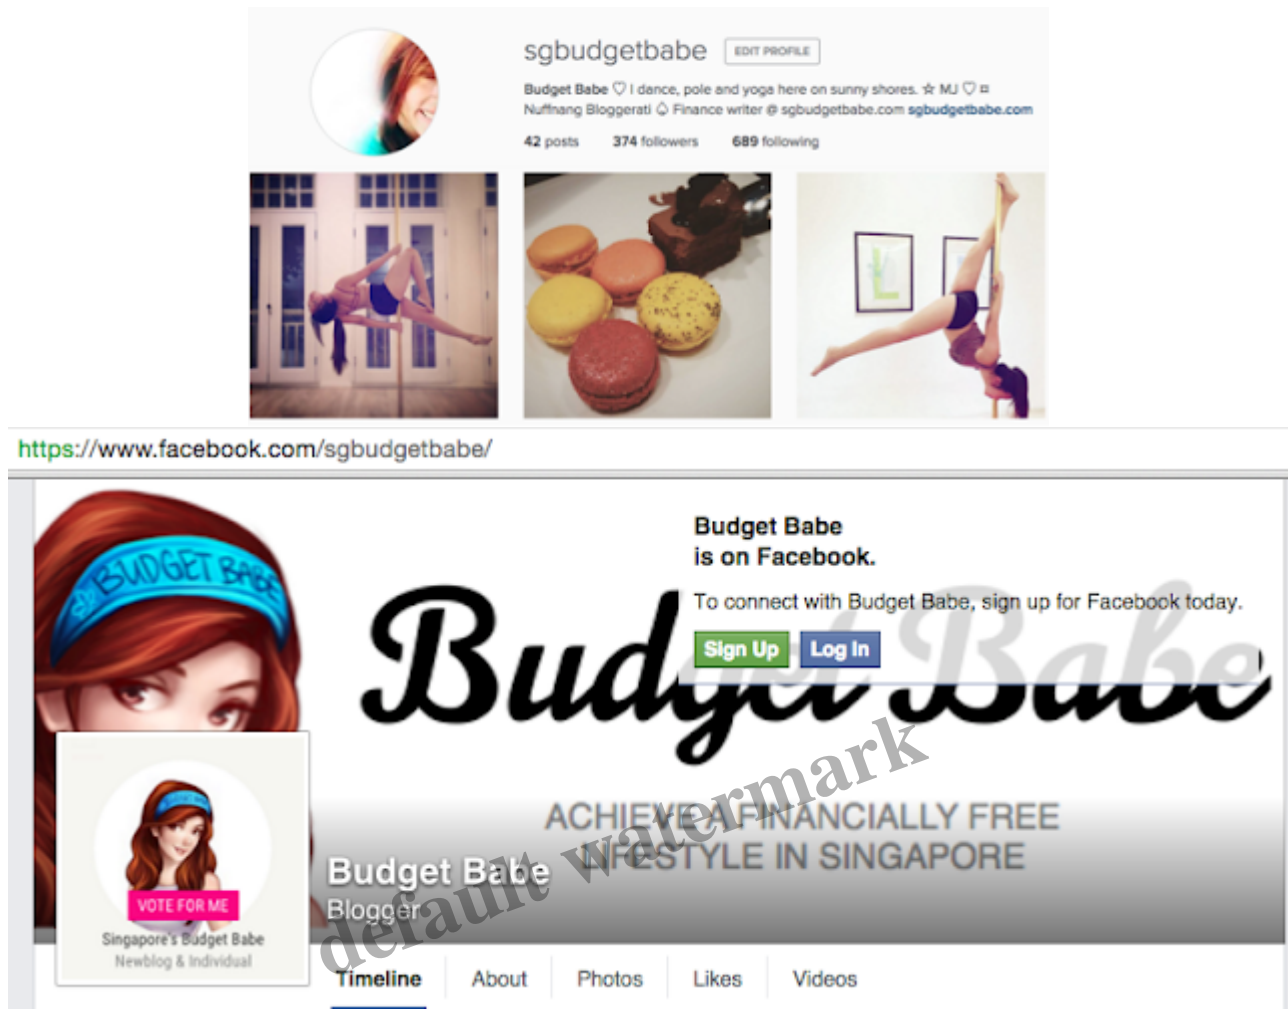 sgbudgetbabe EDIT PROFILE
Budget Babe ♡ I dance, pole and yoga here on sunny shores. ☆ MJ ♡ ¤
Nuffnang Bloggerati ♤ Finance writer @ sgbudgetbabe.com sgbudgetbabe.com
42 posts 374 followers 689 following
https://www.facebook.com/sgbudgetbabe/
BUDGET BABE
Budget Babe
is on Facebook.
To connect with Budget Babe, sign up for Facebook today.
Sign Up Log In
Budget Babe
ACHIEVE A FINANCIALLY FREE
LIFESTYLE IN SINGAPORE
Budget Babe
Blogger
BUDGET BABE
VOTE FOR ME
Singapore's Budget Babe
Newblog & Individual
default watermark
Timeline About Photos Likes Videos